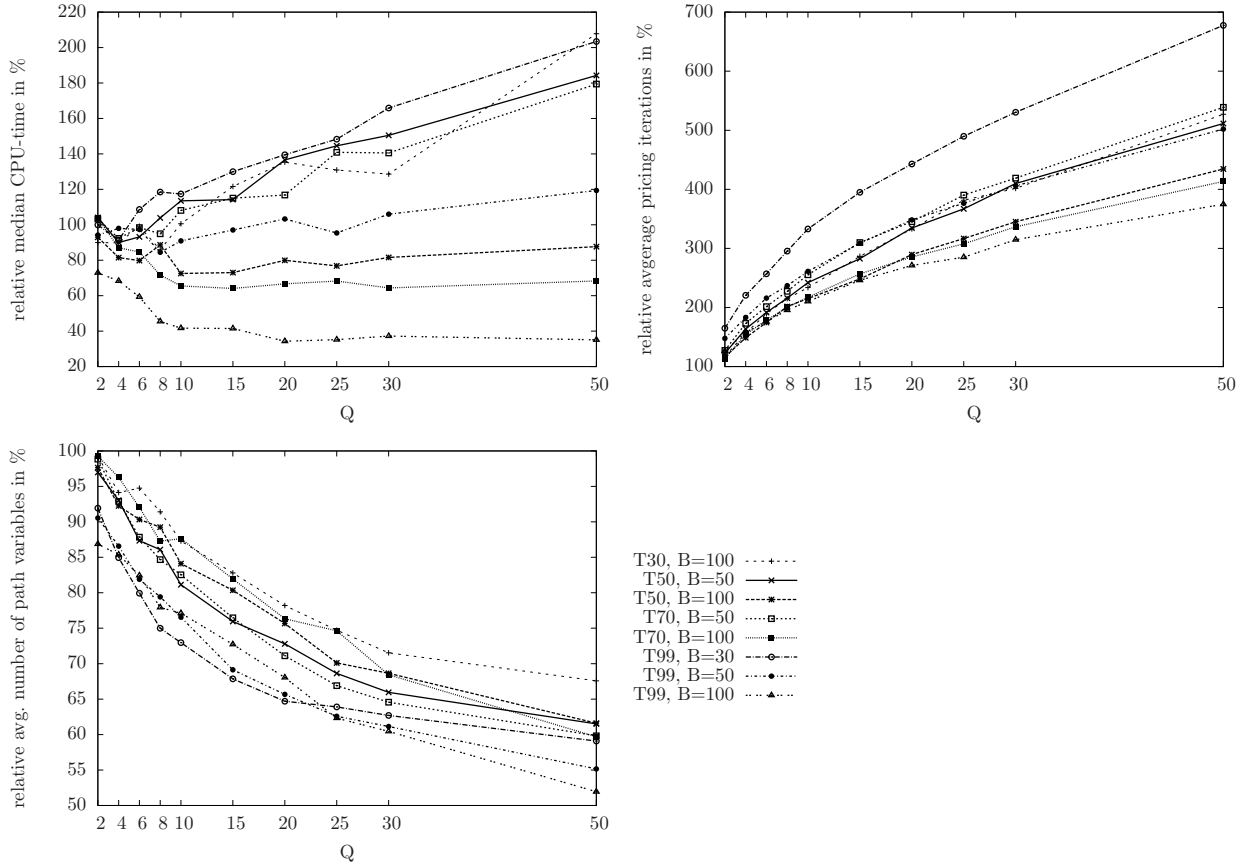 220
200
180
160
140
120
100
80
60
40
20
relative median CPU-time in %
2 4 6 8 10 15 20 25 30 50
Q
700
600
500
400
300
200
100
relative avgerage pricing iterations in %
2 4 6 8 10 15 20 25 30 50
Q
100
95
90
85
80
75
70
65
60
55
50
relative avg. number of path variables in %
2 4 6 8 10 15 20 25 30 50
Q
T30, B=100
T50, B=50
T50, B=100
T70, B=50
T70, B=100
T99, B=30
T99, B=50
T99, B=100